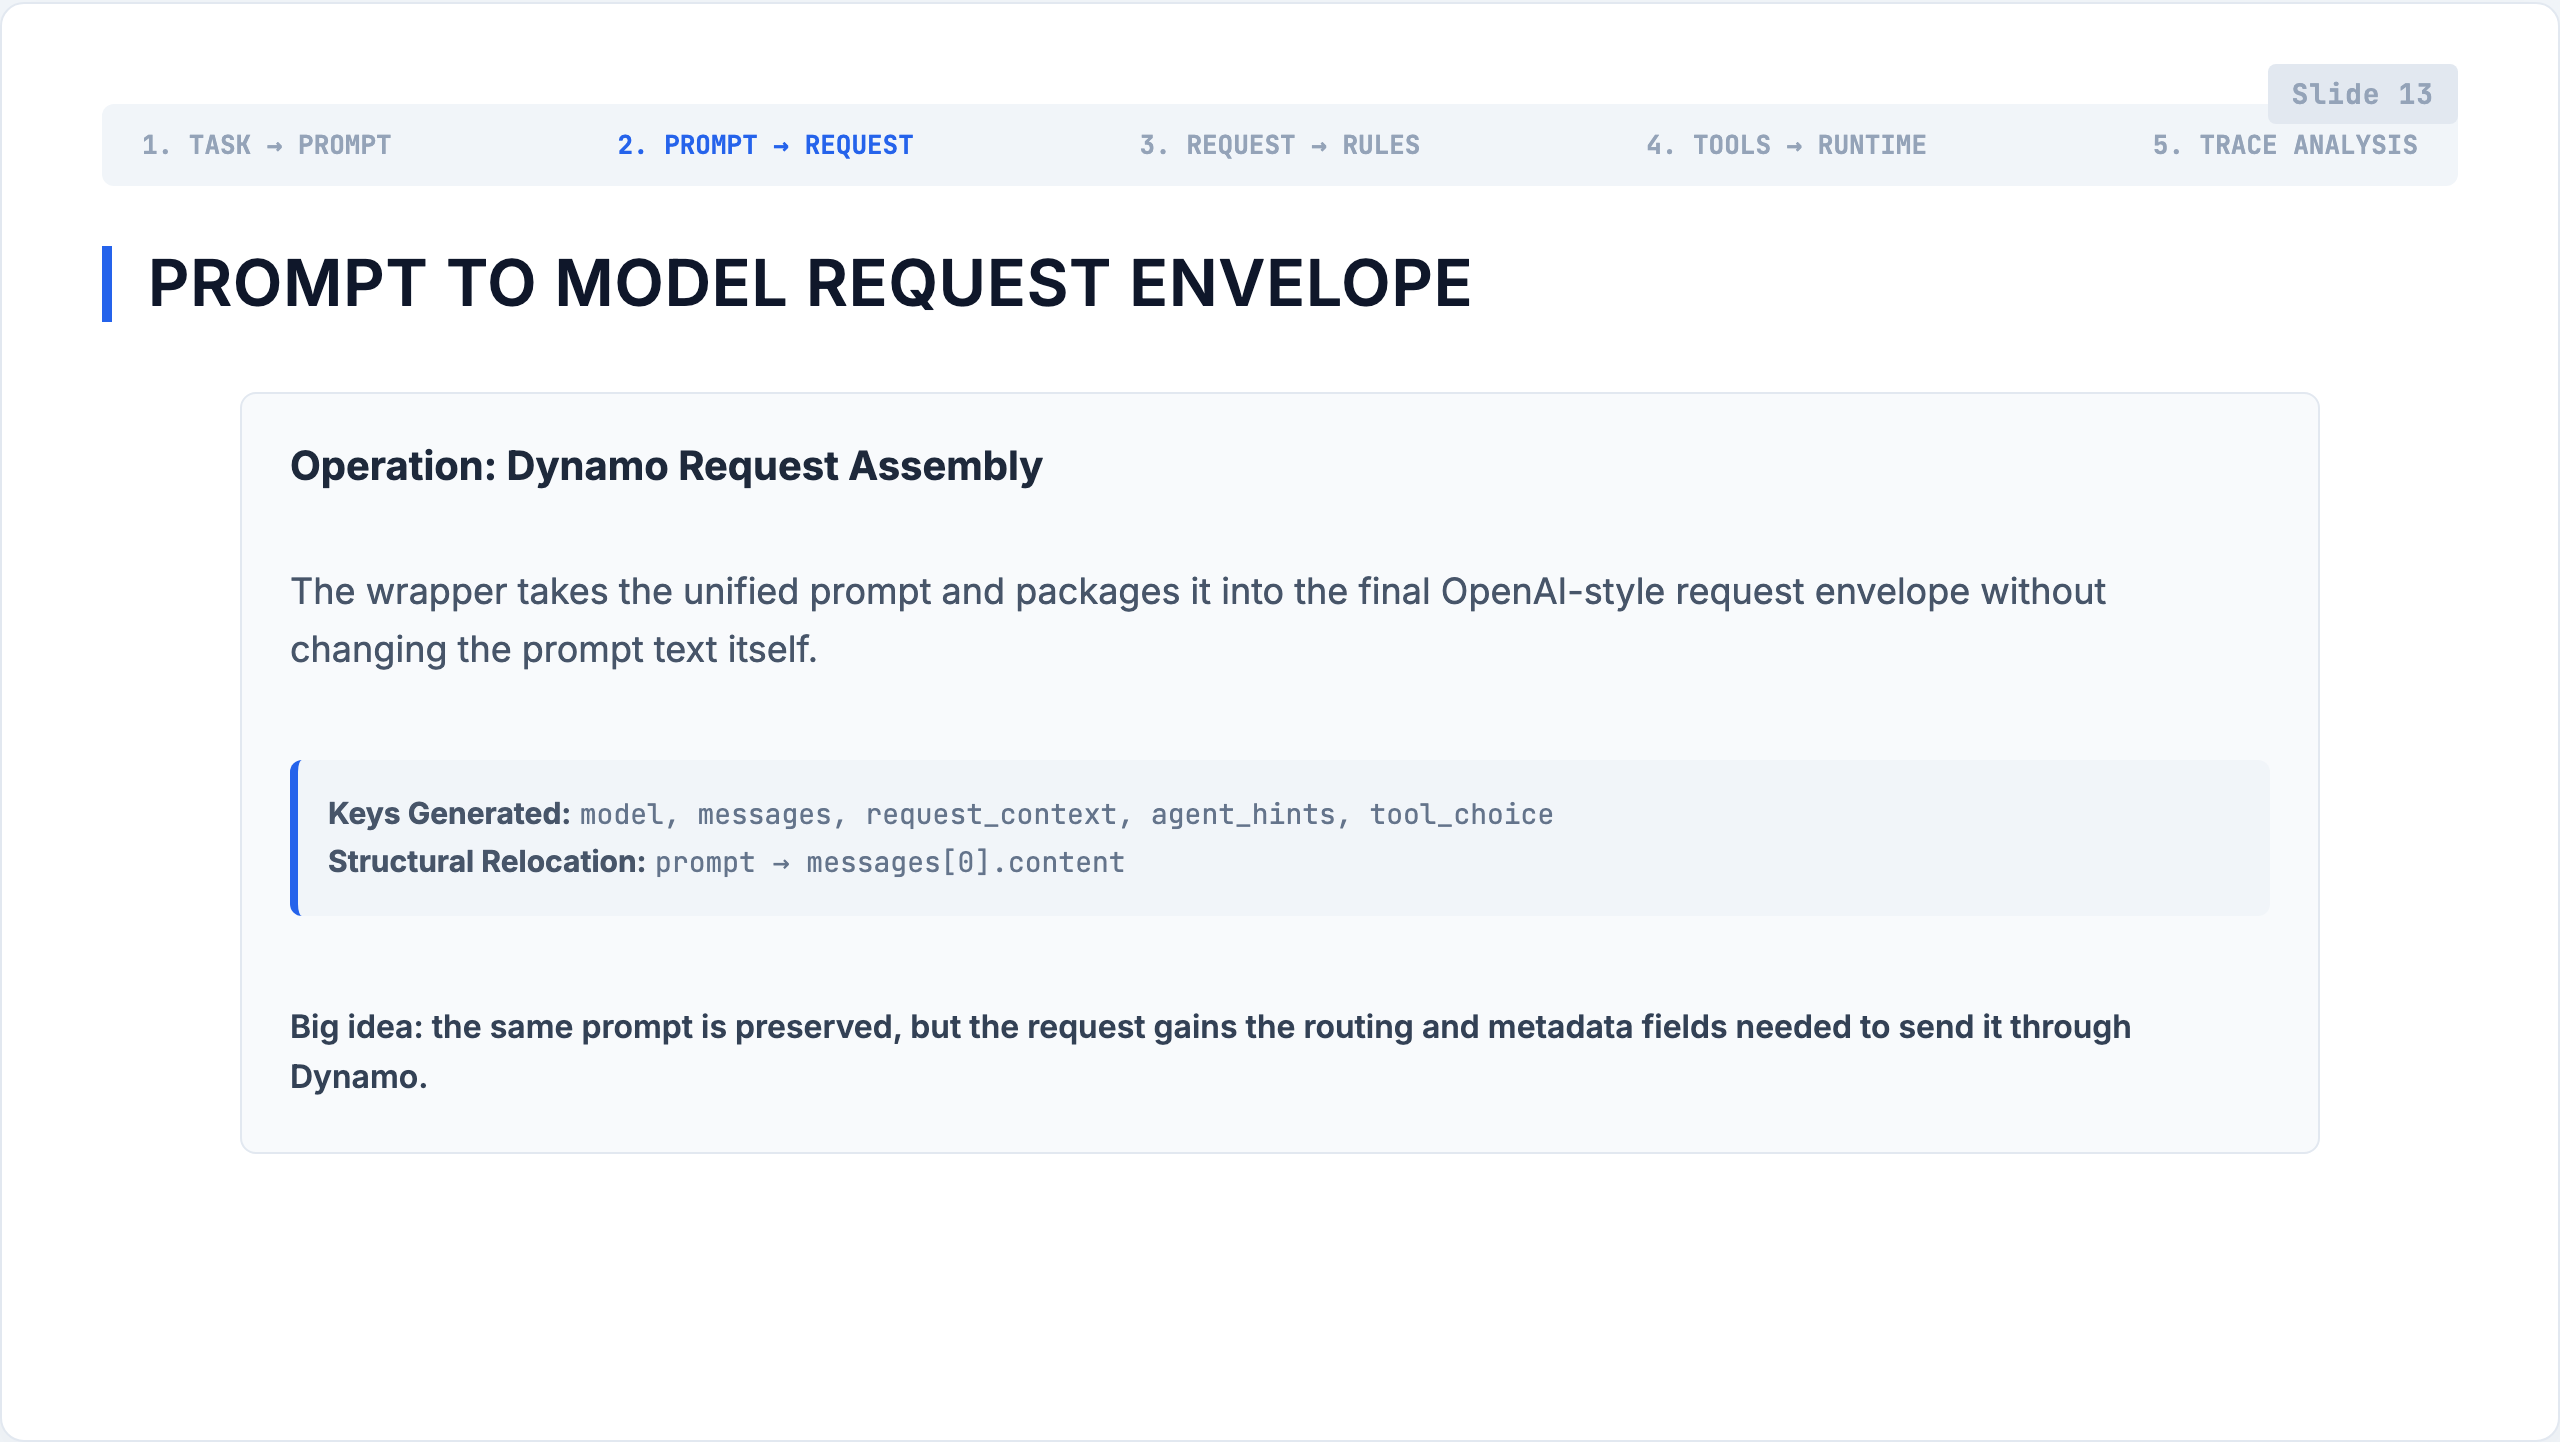 Slide 13
1. TASK → PROMPT
2. PROMPT → REQUEST
3. REQUEST → RULES
4. TOOLS → RUNTIME
5. TRACE ANALYSIS
PROMPT TO MODEL REQUEST ENVELOPE
Operation: Dynamo Request Assembly
The wrapper takes the unified prompt and packages it into the final OpenAI-style request envelope without
changing the prompt text itself.
Keys Generated: model, messages, request_context, agent_hints, tool_choice
Structural Relocation: prompt → messages[0].content
Big idea: the same prompt is preserved, but the request gains the routing and metadata fields needed to send it through
Dynamo.